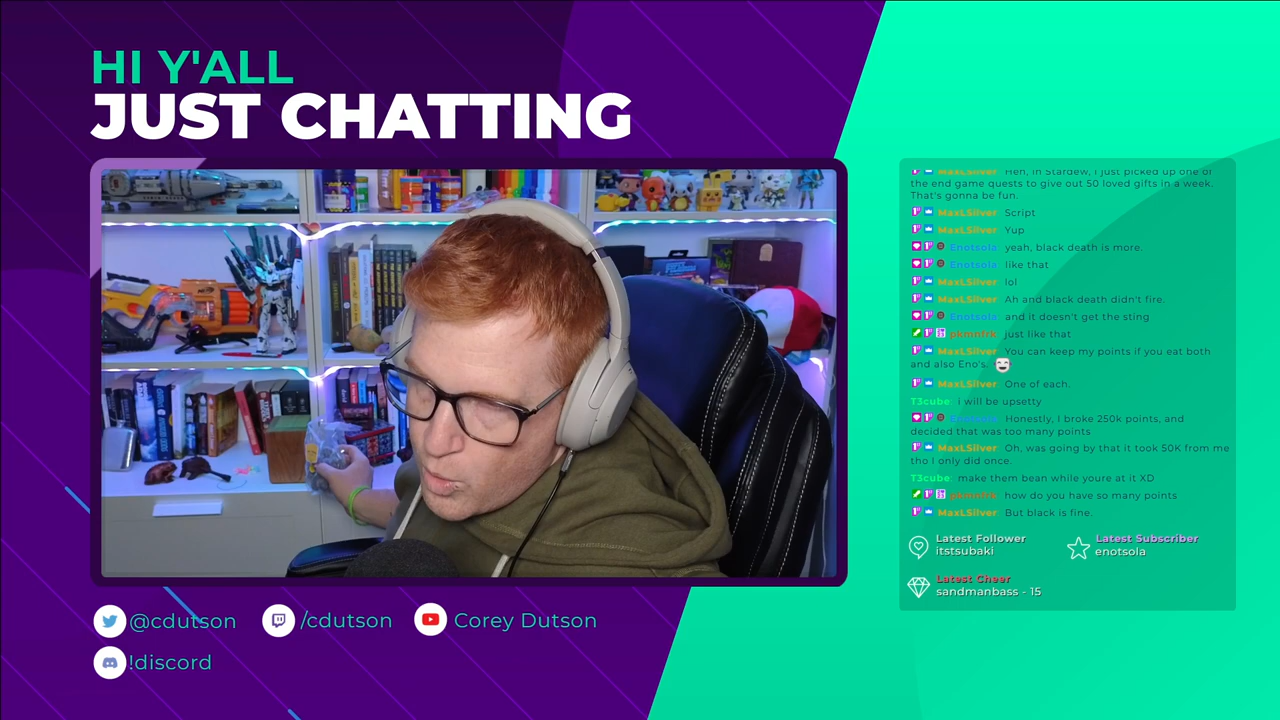 HI Y'ALL
JUST CHATTING
MaxLSilver: Heh, in Stardew, I just picked up one of
the end game quests to give out 50 loved gifts in a week.
That's gonna be fun.
MaxLSilver: Script
MaxLSilver: Yup
Enotsola: yeah, black death is more.
Enotsola: like that
MaxLSilver: lol
MaxLSilver: Ah and black death didn't fire.
Enotsola: and it doesn't get the sting
pkmnfrk: just like that
MaxLSilver: You can keep my points if you eat both
and also Eno's.
MaxLSilver: One of each.
T3cube: i will be upsetty
Enotsola: Honestly, I broke 250k points, and
decided that was too many points
MaxLSilver: Oh, was going by that it took 50K from me
tho I only did once.
T3cube: make them bean while youre at it XD
pkmnfrk: how do you have so many points
MaxLSilver: But black is fine.
Latest Follower
itstsubaki
Latest Subscriber
enotsola
Latest Cheer
sandmanbass - 15
@cdutson
/cdutson
Corey Dutson
!discord